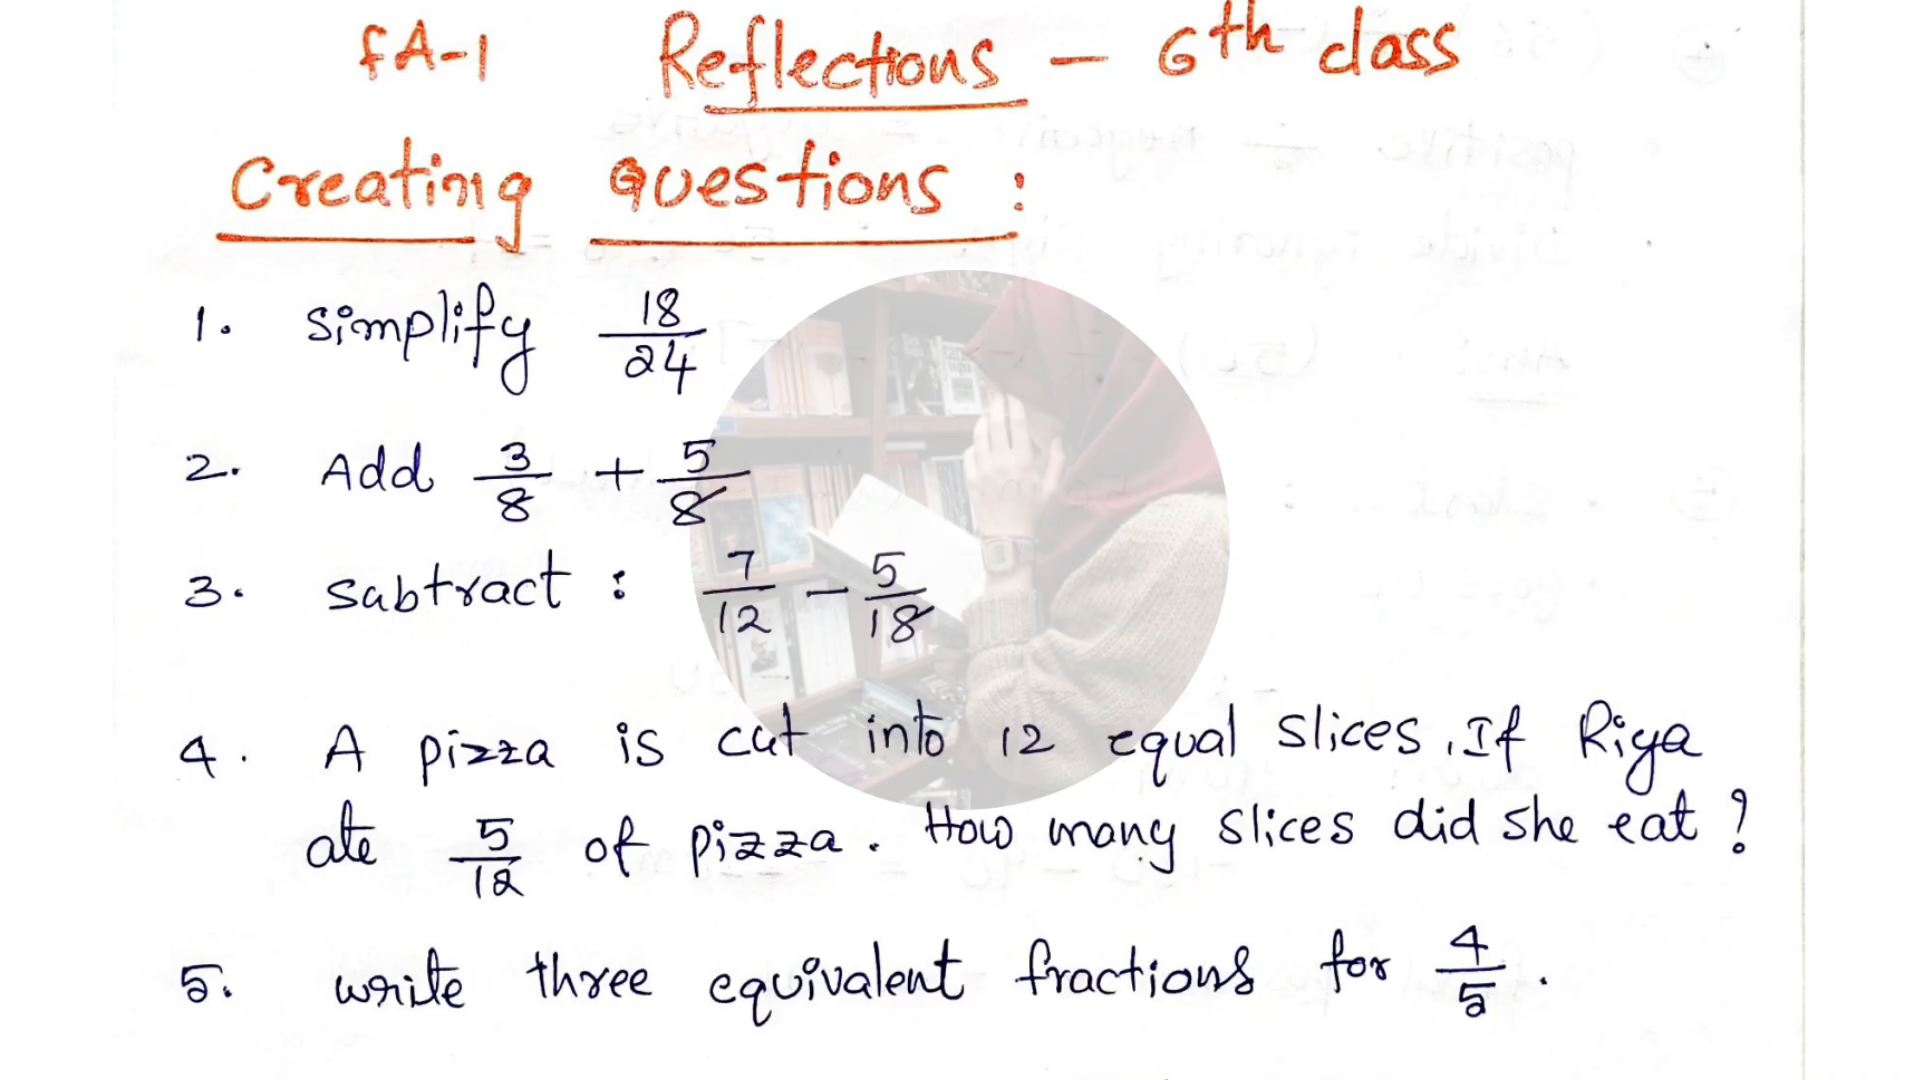 fA-1 Reflections - 6th class
Creating Questions :
1. Simplify 18/24
2. Add 3/8 + 5/8
3. Sabtract : 7/12 - 5/18
4. A pizza is cut into 12 equal slices. If Riya
ate 5/12 of pizza. How many slices did she eat ?
5. write three equivalent fractions for 4/5.